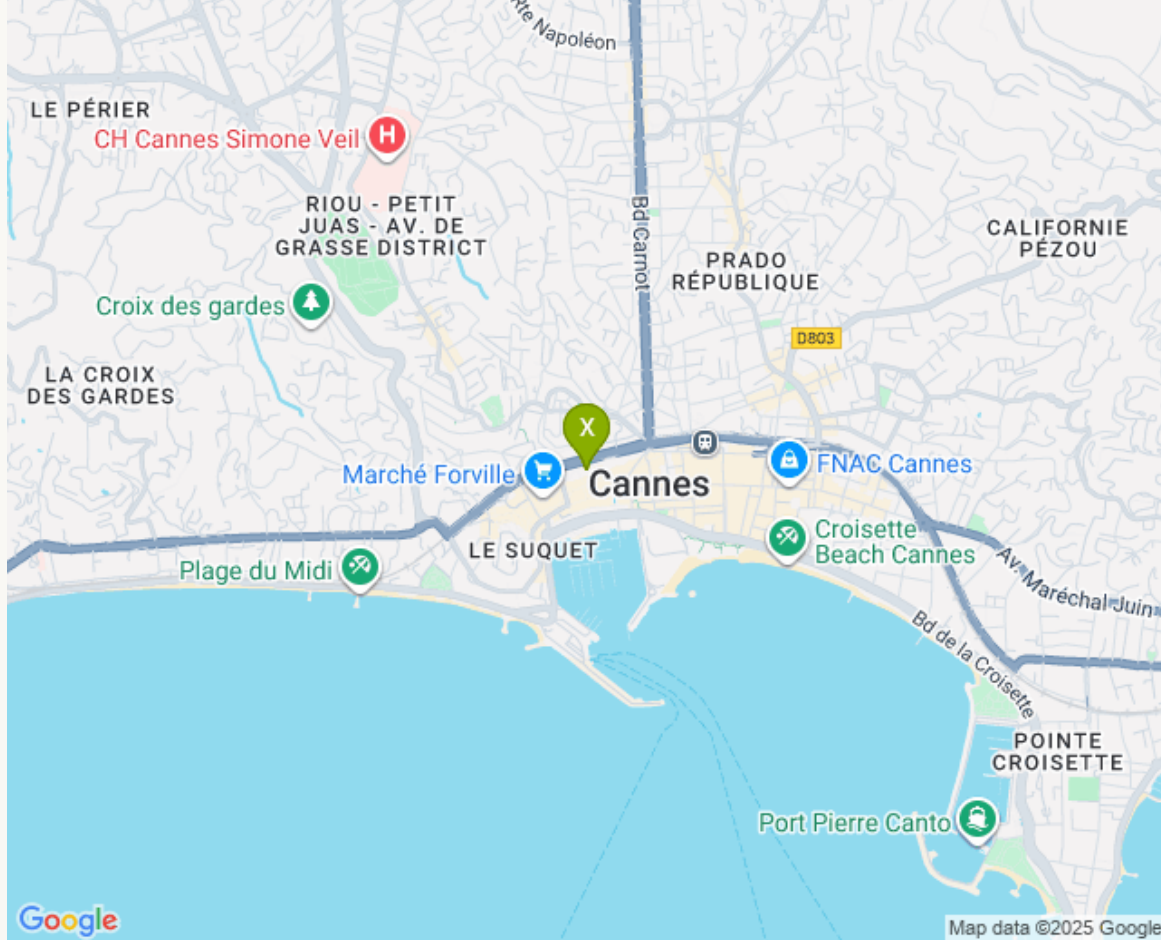 Rte Napoléon
LE PÉRIER
CH Cannes Simone Veil
H
RIOU - PETIT
JUAS - AV. DE
GRASSE DISTRICT
Bd Carnot
CALIFORNIE
PÉZOU
PRADO
RÉPUBLIQUE
Croix des gardes
D803
LA CROIX
DES GARDES
X
Marché Forville
Cannes
FNAC Cannes
LE SUQUET
Croisette
Beach Cannes
Plage du Midi
Av. Maréchal Juin
Bd de la Croisette
POINTE
CROISETTE
Port Pierre Canto
Google
Map data ©2025 Google